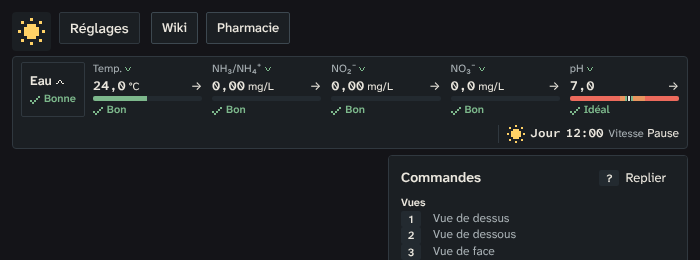 Réglages Wiki Pharmacie
Eau
Bonne
Temp. NH₃/NH₄⁺ NO₂⁻ NO₃⁻ pH
24,0 °C → 0,00 mg/L → 0,00 mg/L → 0,0 mg/L → 7,0 →
Bon Bon Bon Bon Idéal
Jour 12:00 Vitesse Pause
Commandes ? Replier
Vues
1 Vue de dessus
2 Vue de dessous
3 Vue de face